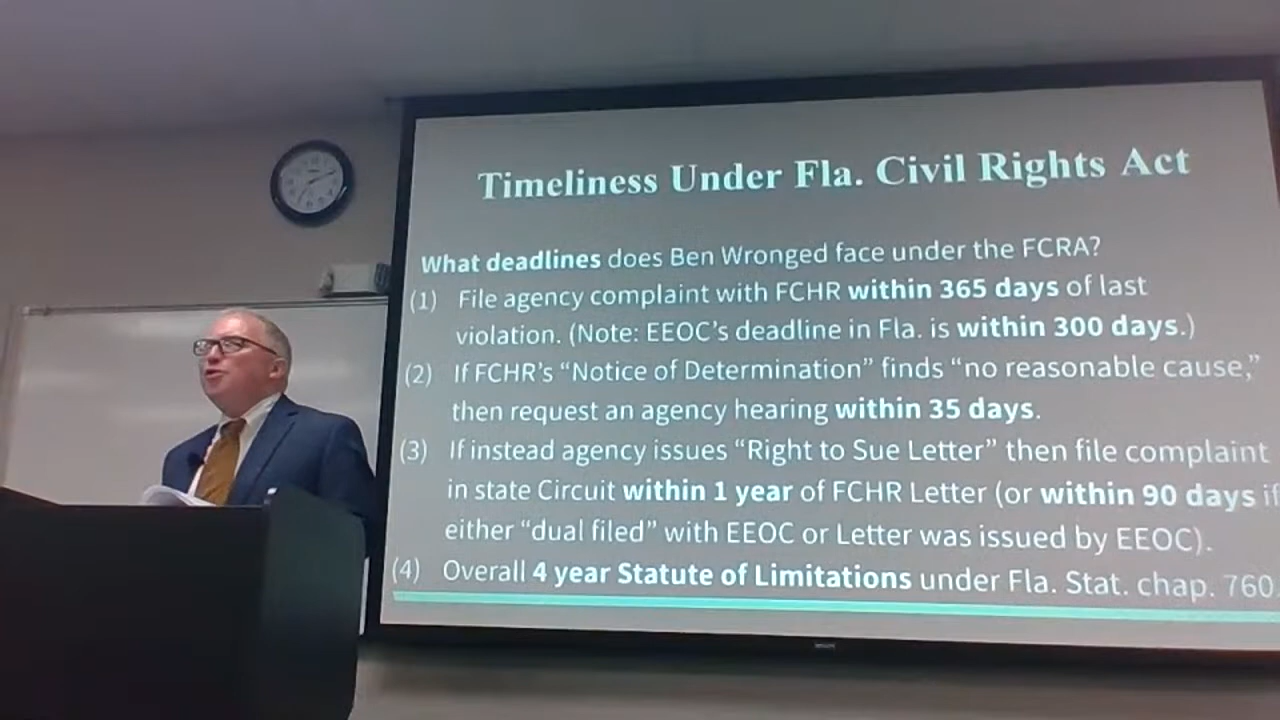 Timeliness Under Fla. Civil Rights Act
What deadlines does Ben Wronged face under the FCRA?
(1) File agency complaint with FCHR within 365 days of last
violation. (Note: EEOC's deadline in Fla. is within 300 days.)
(2) If FCHR's “Notice of Determination” finds “no reasonable cause,”
then request an agency hearing within 35 days.
(3) If instead agency issues “Right to Sue Letter” then file complaint
in state Circuit within 1 year of FCHR Letter (or within 90 days if
either “dual filed” with EEOC or Letter was issued by EEOC).
(4) Overall 4 year Statute of Limitations under Fla. Stat. chap. 760.